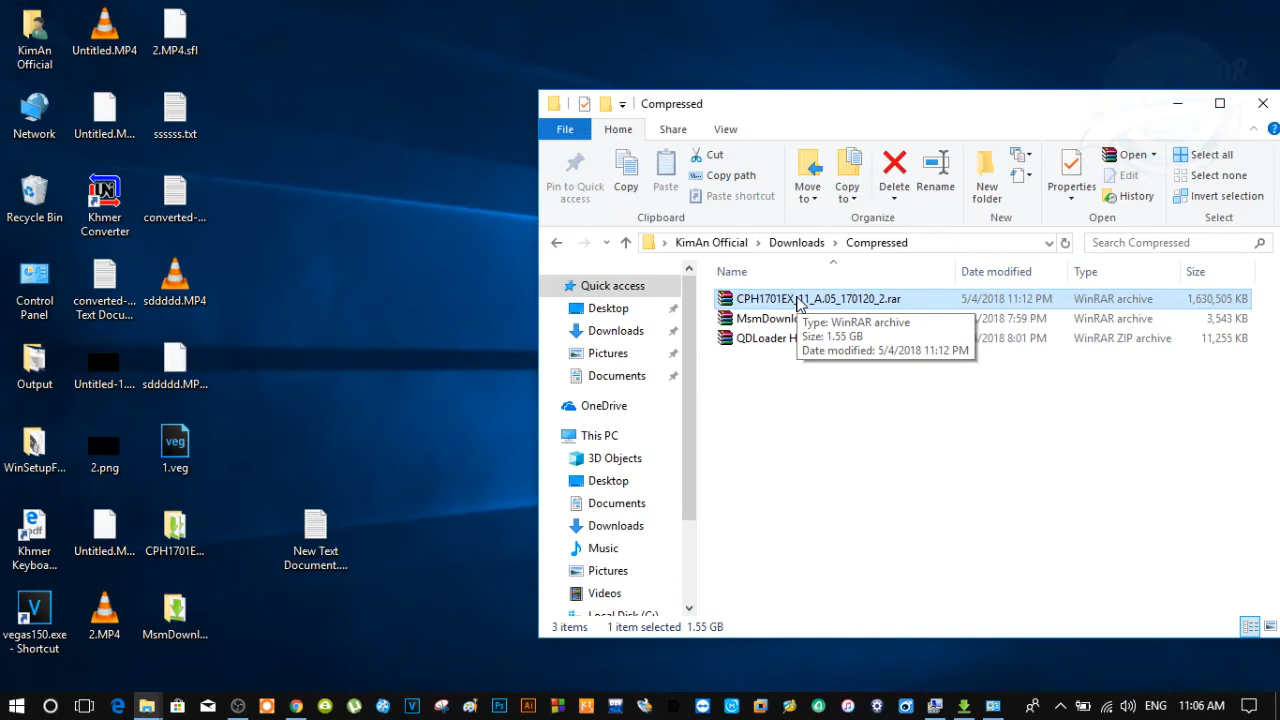 KimAn
Official
Untitled.MP4
2.MP4.sfl
Network
Untitled.M...
ssssss.txt
Recycle Bin
Khmer
Converter
converted-...
Control
Panel
converted-...
Text Docu...
sddddd.MP4
Output
Untitled-1....
sddddd.MP...
WinSetupF...
2.png
veg
1.veg
Khmer
Keyboa...
Untitled.M...
CPH1701E...
New Text
Document....
vegas150.exe
- Shortcut
2.MP4
MsmDownl...
Compressed
File
Home
Share
View
Pin to Quick
access
Copy
Paste
Cut
Copy path
Paste shortcut
Clipboard
Move
to
Copy
to
Delete
Rename
Organize
New
folder
New
Properties
Open
Edit
History
Open
Select all
Select none
Invert selection
Select
KimAn Official > Downloads > Compressed
Search Compressed
Name
Date modified
Type
Size
Quick access
Desktop
Downloads
Pictures
Documents
OneDrive
This PC
3D Objects
Desktop
Documents
Downloads
Music
Pictures
Videos
Local Disk (C:)
CPH1701EX_11_A.05_170120_2.rar 5/4/2018 11:12 PM WinRAR archive 1,630,505 KB
MsmDownlo 2018 7:59 PM WinRAR archive 3,543 KB
QDLoader H 2018 8:01 PM WinRAR ZIP archive 11,255 KB
Type: WinRAR archive
Size: 1.55 GB
Date modified: 5/4/2018 11:12 PM
3 items 1 item selected 1.55 GB
11:06 AM